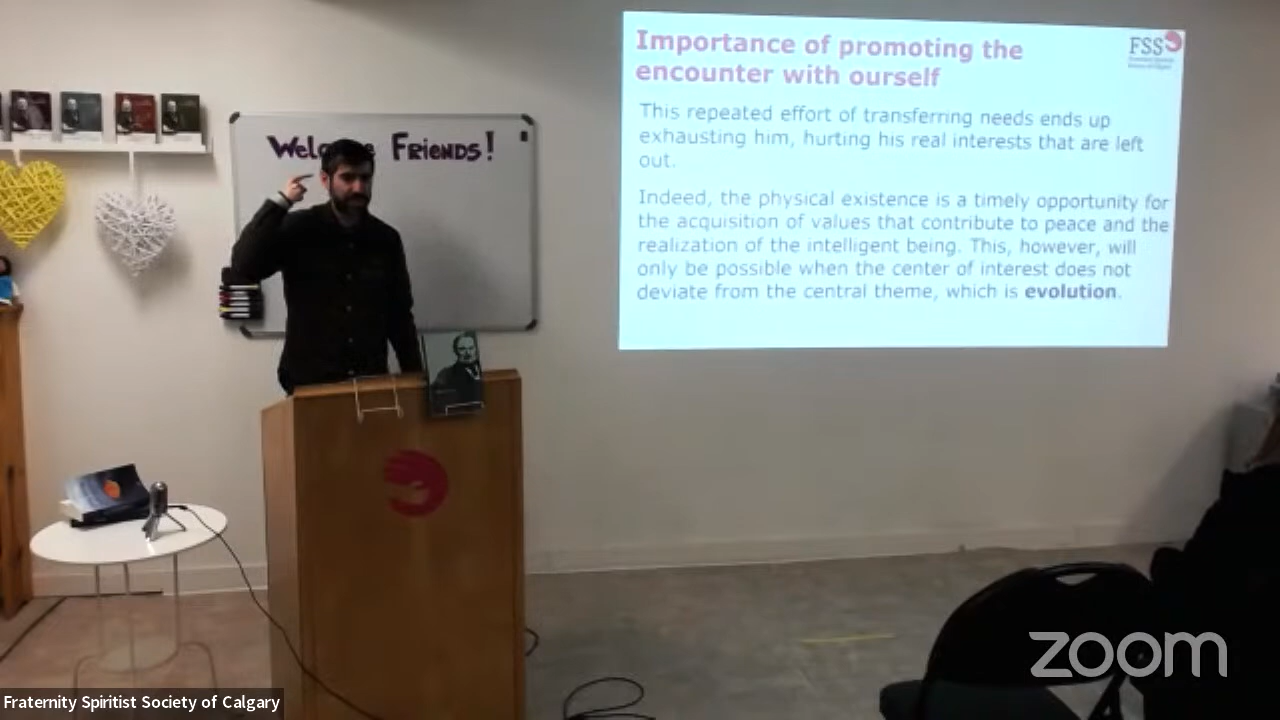 Welcome Friends!
Importance of promoting the
encounter with ourself
FSS
This repeated effort of transferring needs ends up
exhausting him, hurting his real interests that are left
out.
Indeed, the physical existence is a timely opportunity for
the acquisition of values that contribute to peace and the
realization of the intelligent being. This, however, will
only be possible when the center of interest does not
deviate from the central theme, which is evolution.
zoom
Fraternity Spiritist Society of Calgary